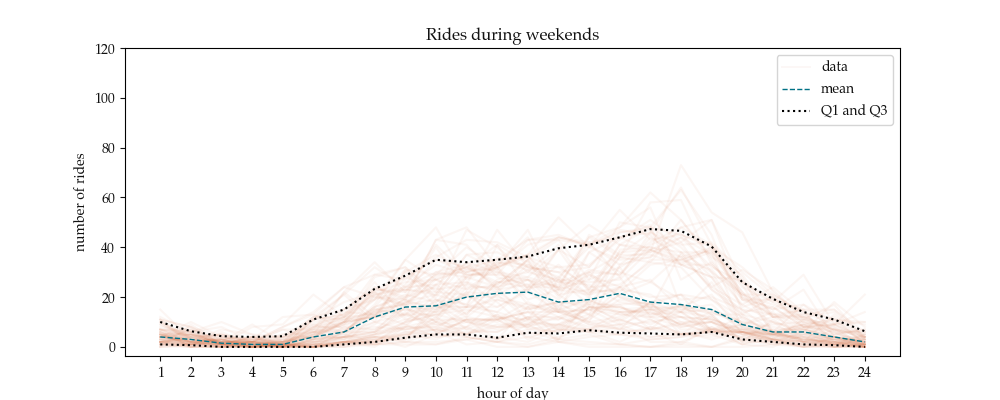 Rides during weekends
120
100
80
60
40
20
0
number of rides
data
mean
Q1 and Q3
1 2 3 4 5 6 7 8 9 10 11 12 13 14 15 16 17 18 19 20 21 22 23 24
hour of day